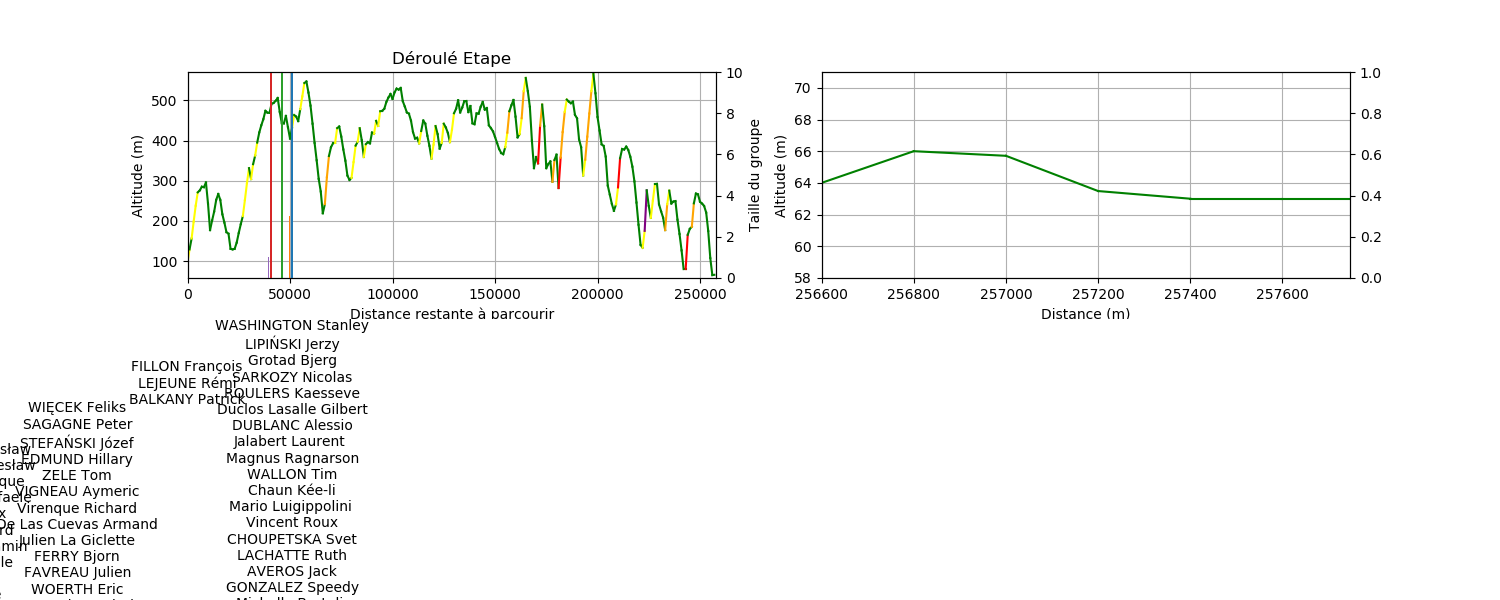 Déroulé Etape
Altitude (m)
500
400
300
200
100
0
50000
100000
150000
200000
250000
Distance restante à parcourir
10
8
6
4
2
0
Taille du groupe
Altitude (m)
70
68
66
64
62
60
58
256600
256800
257000
257200
257400
257600
Distance (m)
1.0
0.8
0.6
0.4
0.2
0.0
WASHINGTON Stanley
LIPIŃSKI Jerzy
Grotad Bjerg
SARKOZY Nicolas
ROULERS Kaesseve
Duclos Lasalle Gilbert
DUBLANC Alessio
Jalabert Laurent
Magnus Ragnarson
WALLON Tim
Chaun Kée-li
Mario Luigippolini
Vincent Roux
CHOUPETSKA Svet
LACHATTE Ruth
AVEROS Jack
GONZALEZ Speedy
FILLON François
LEJEUNE Rémi
BALKANY Patrick
WIĘCEK Feliks
SAGAGNE Peter
STEFAŃSKI Józef
EDMUND Hillary
ZELE Tom
VIGNEAU Aymeric
Virenque Richard
De Las Cuevas Armand
Julien La Giclette
FERRY Bjorn
FAVREAU Julien
WOERTH Eric